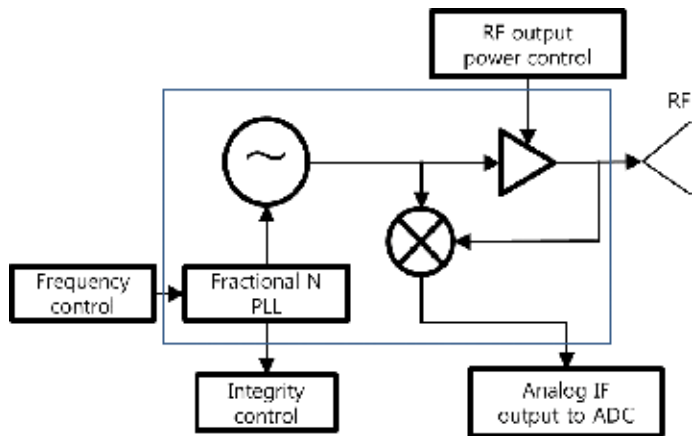 RF output
power control
RF
Frequency
control
Fractional N
PLL
Integrity
control
Analog IF
output to ADC